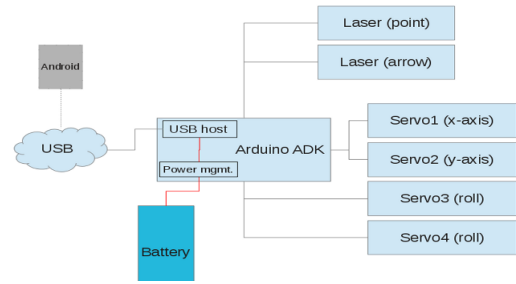 Laser (point)
Android
Laser (arrow)
USB host
Servo1 (x-axis)
USB
Arduino ADK
Servo2 (y-axis)
Power mgmt.
Servo3 (roll)
Servo4 (roll)
Battery